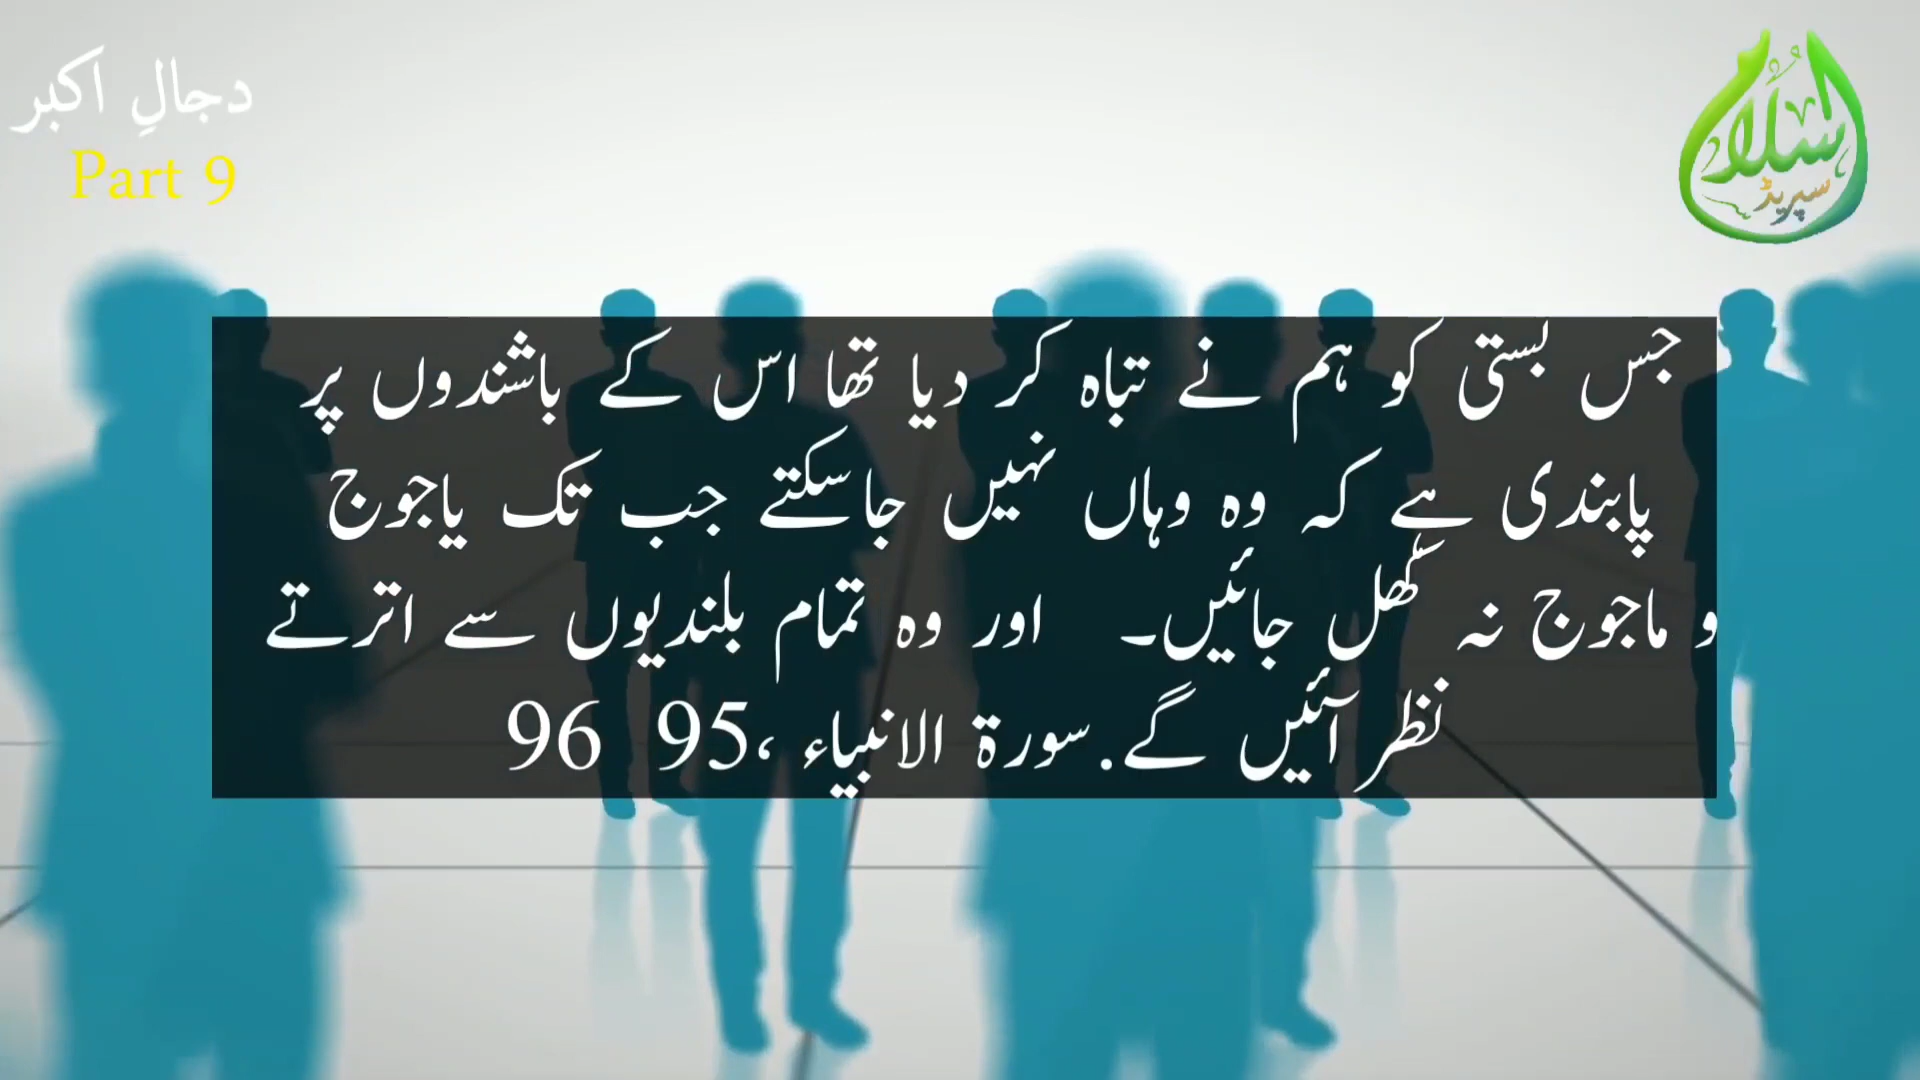 دجالِ اکبر
Part 9
اسلام
سپریڈ
جس بستی کو ہم نے تباہ کر دیا تھا اس کے باشندوں پر
پابندی ہے کہ وہ وہاں نہیں جاسکتے جب تک یاجوج
و ماجوج نہ کھل جائیں۔ اور وہ تمام بلندیوں سے اترتے
نظر آئیں گے.سورۃ الانبیاء ،95 96